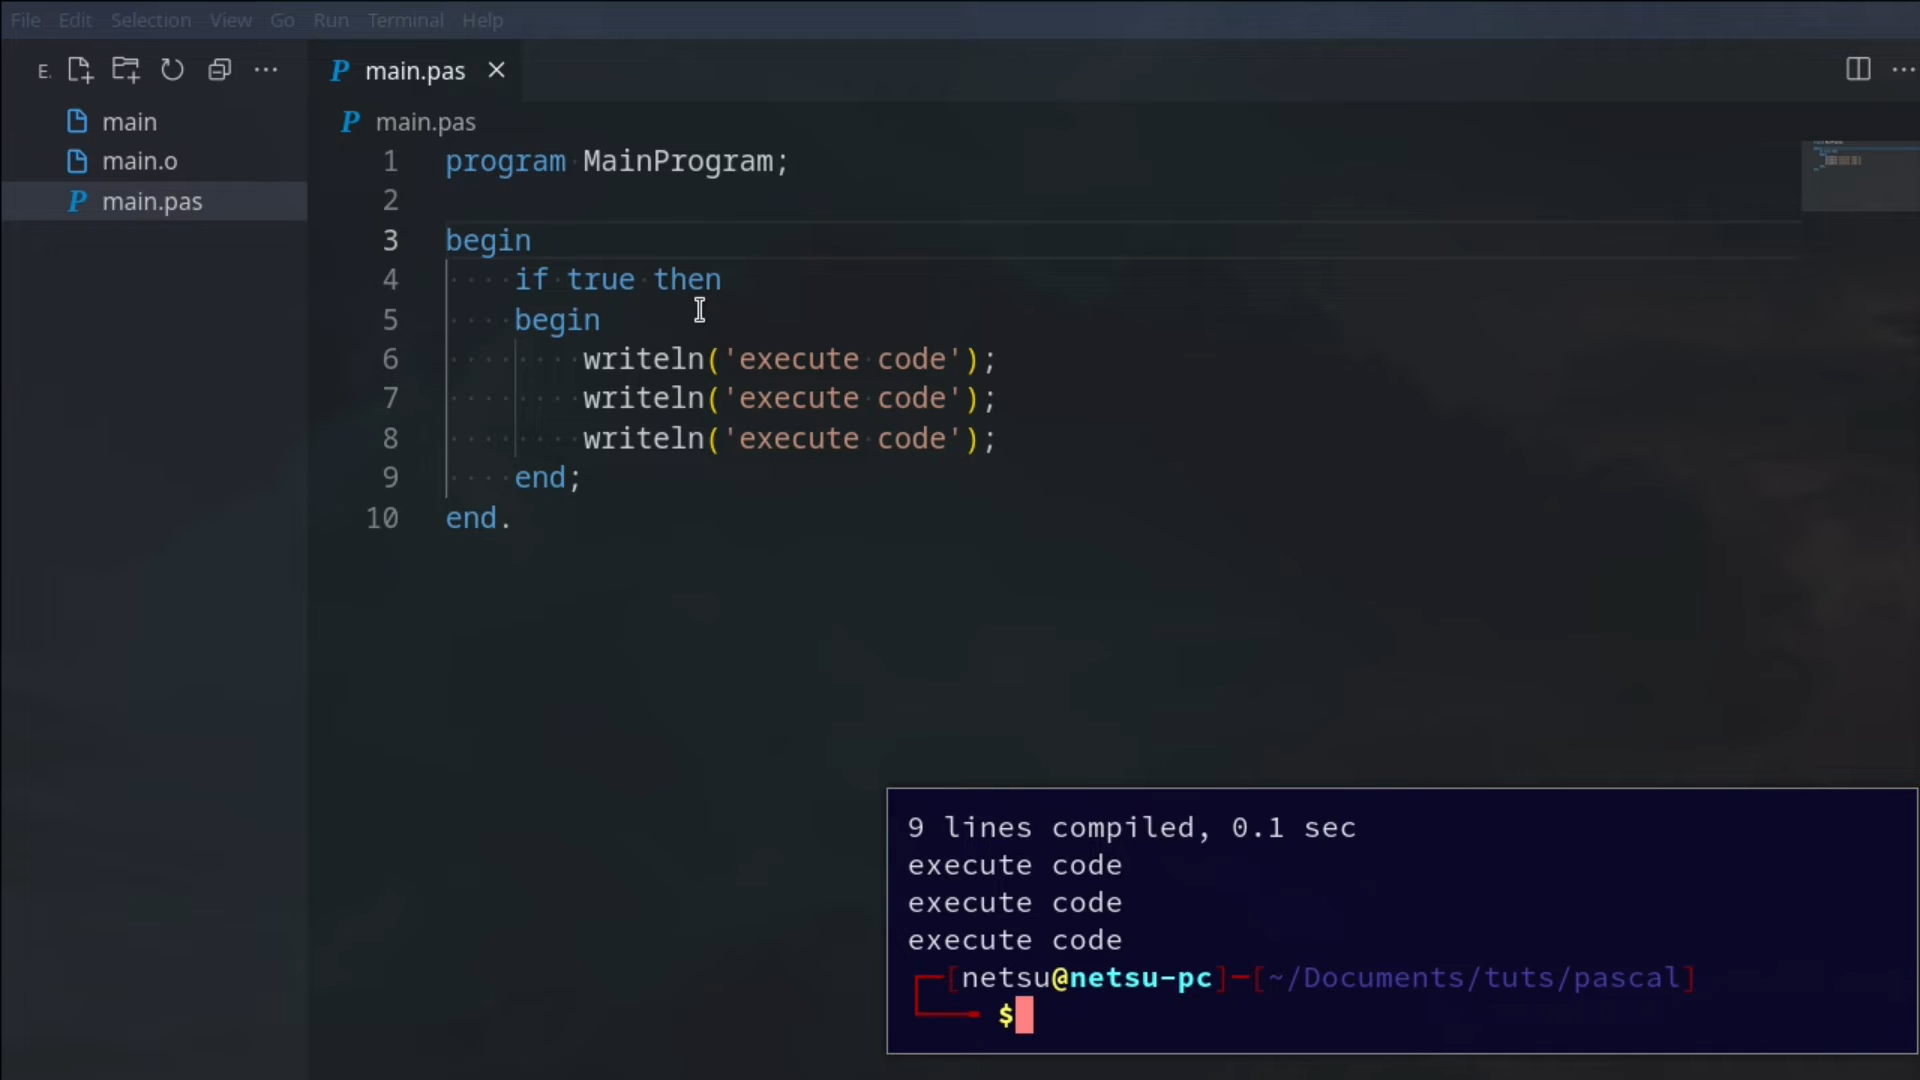 File Edit Selection View Go Run Terminal Help
E.
main.pas
main
main.o
main.pas
main.pas
1 program MainProgram;
2
3 begin
4 if true then
5 begin
6 writeln('execute code');
7 writeln('execute code');
8 writeln('execute code');
9 end;
10 end.
9 lines compiled, 0.1 sec
execute code
execute code
execute code
[netsu@netsu-pc]-[~/Documents/tuts/pascal]
$